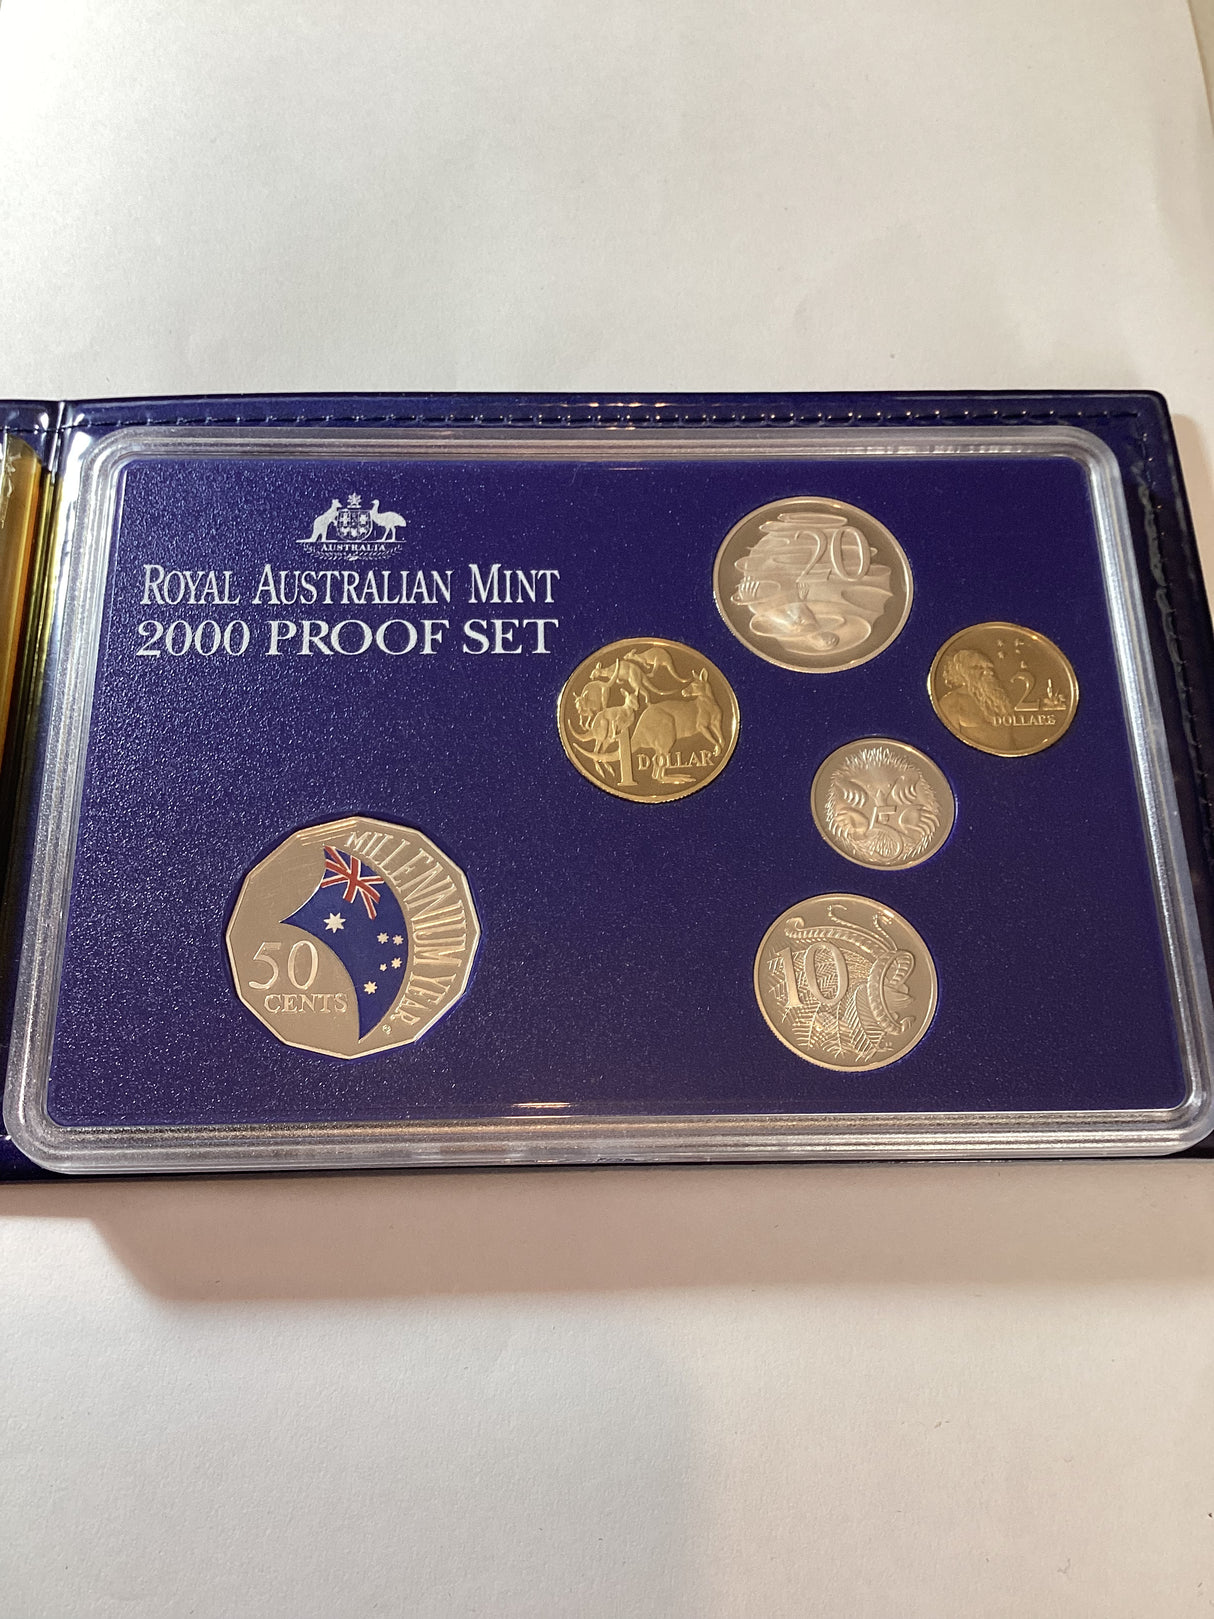 AUSTRALIA
ROYAL AUSTRALIAN MINT
2000 PROOF SET
20
1 DOLLAR
2
DOLLARS
5
MILLENNIUM YEAR
50
CENTS
10